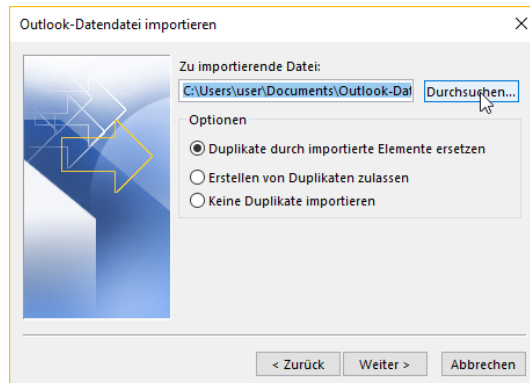 Outlook-Datendatei importieren
Zu importierende Datei:
C:\Users\user\Documents\Outlook-Dat
Durchsuchen...
Optionen
Duplikate durch importierte Elemente ersetzen
Erstellen von Duplikaten zulassen
Keine Duplikate importieren
< Zurück
Weiter >
Abbrechen